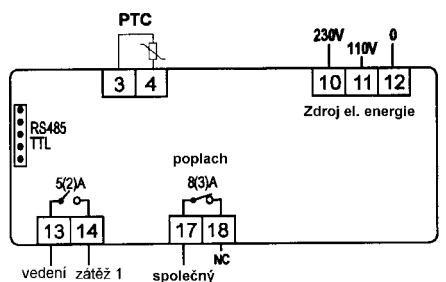 PTC
230V
110V
0
3 4
10 11 12
Zdroj el. energie
RS485
TTL
poplach
5(2)A
8(3)A
13 14
17 18
vedení zátěž 1
společný
NC